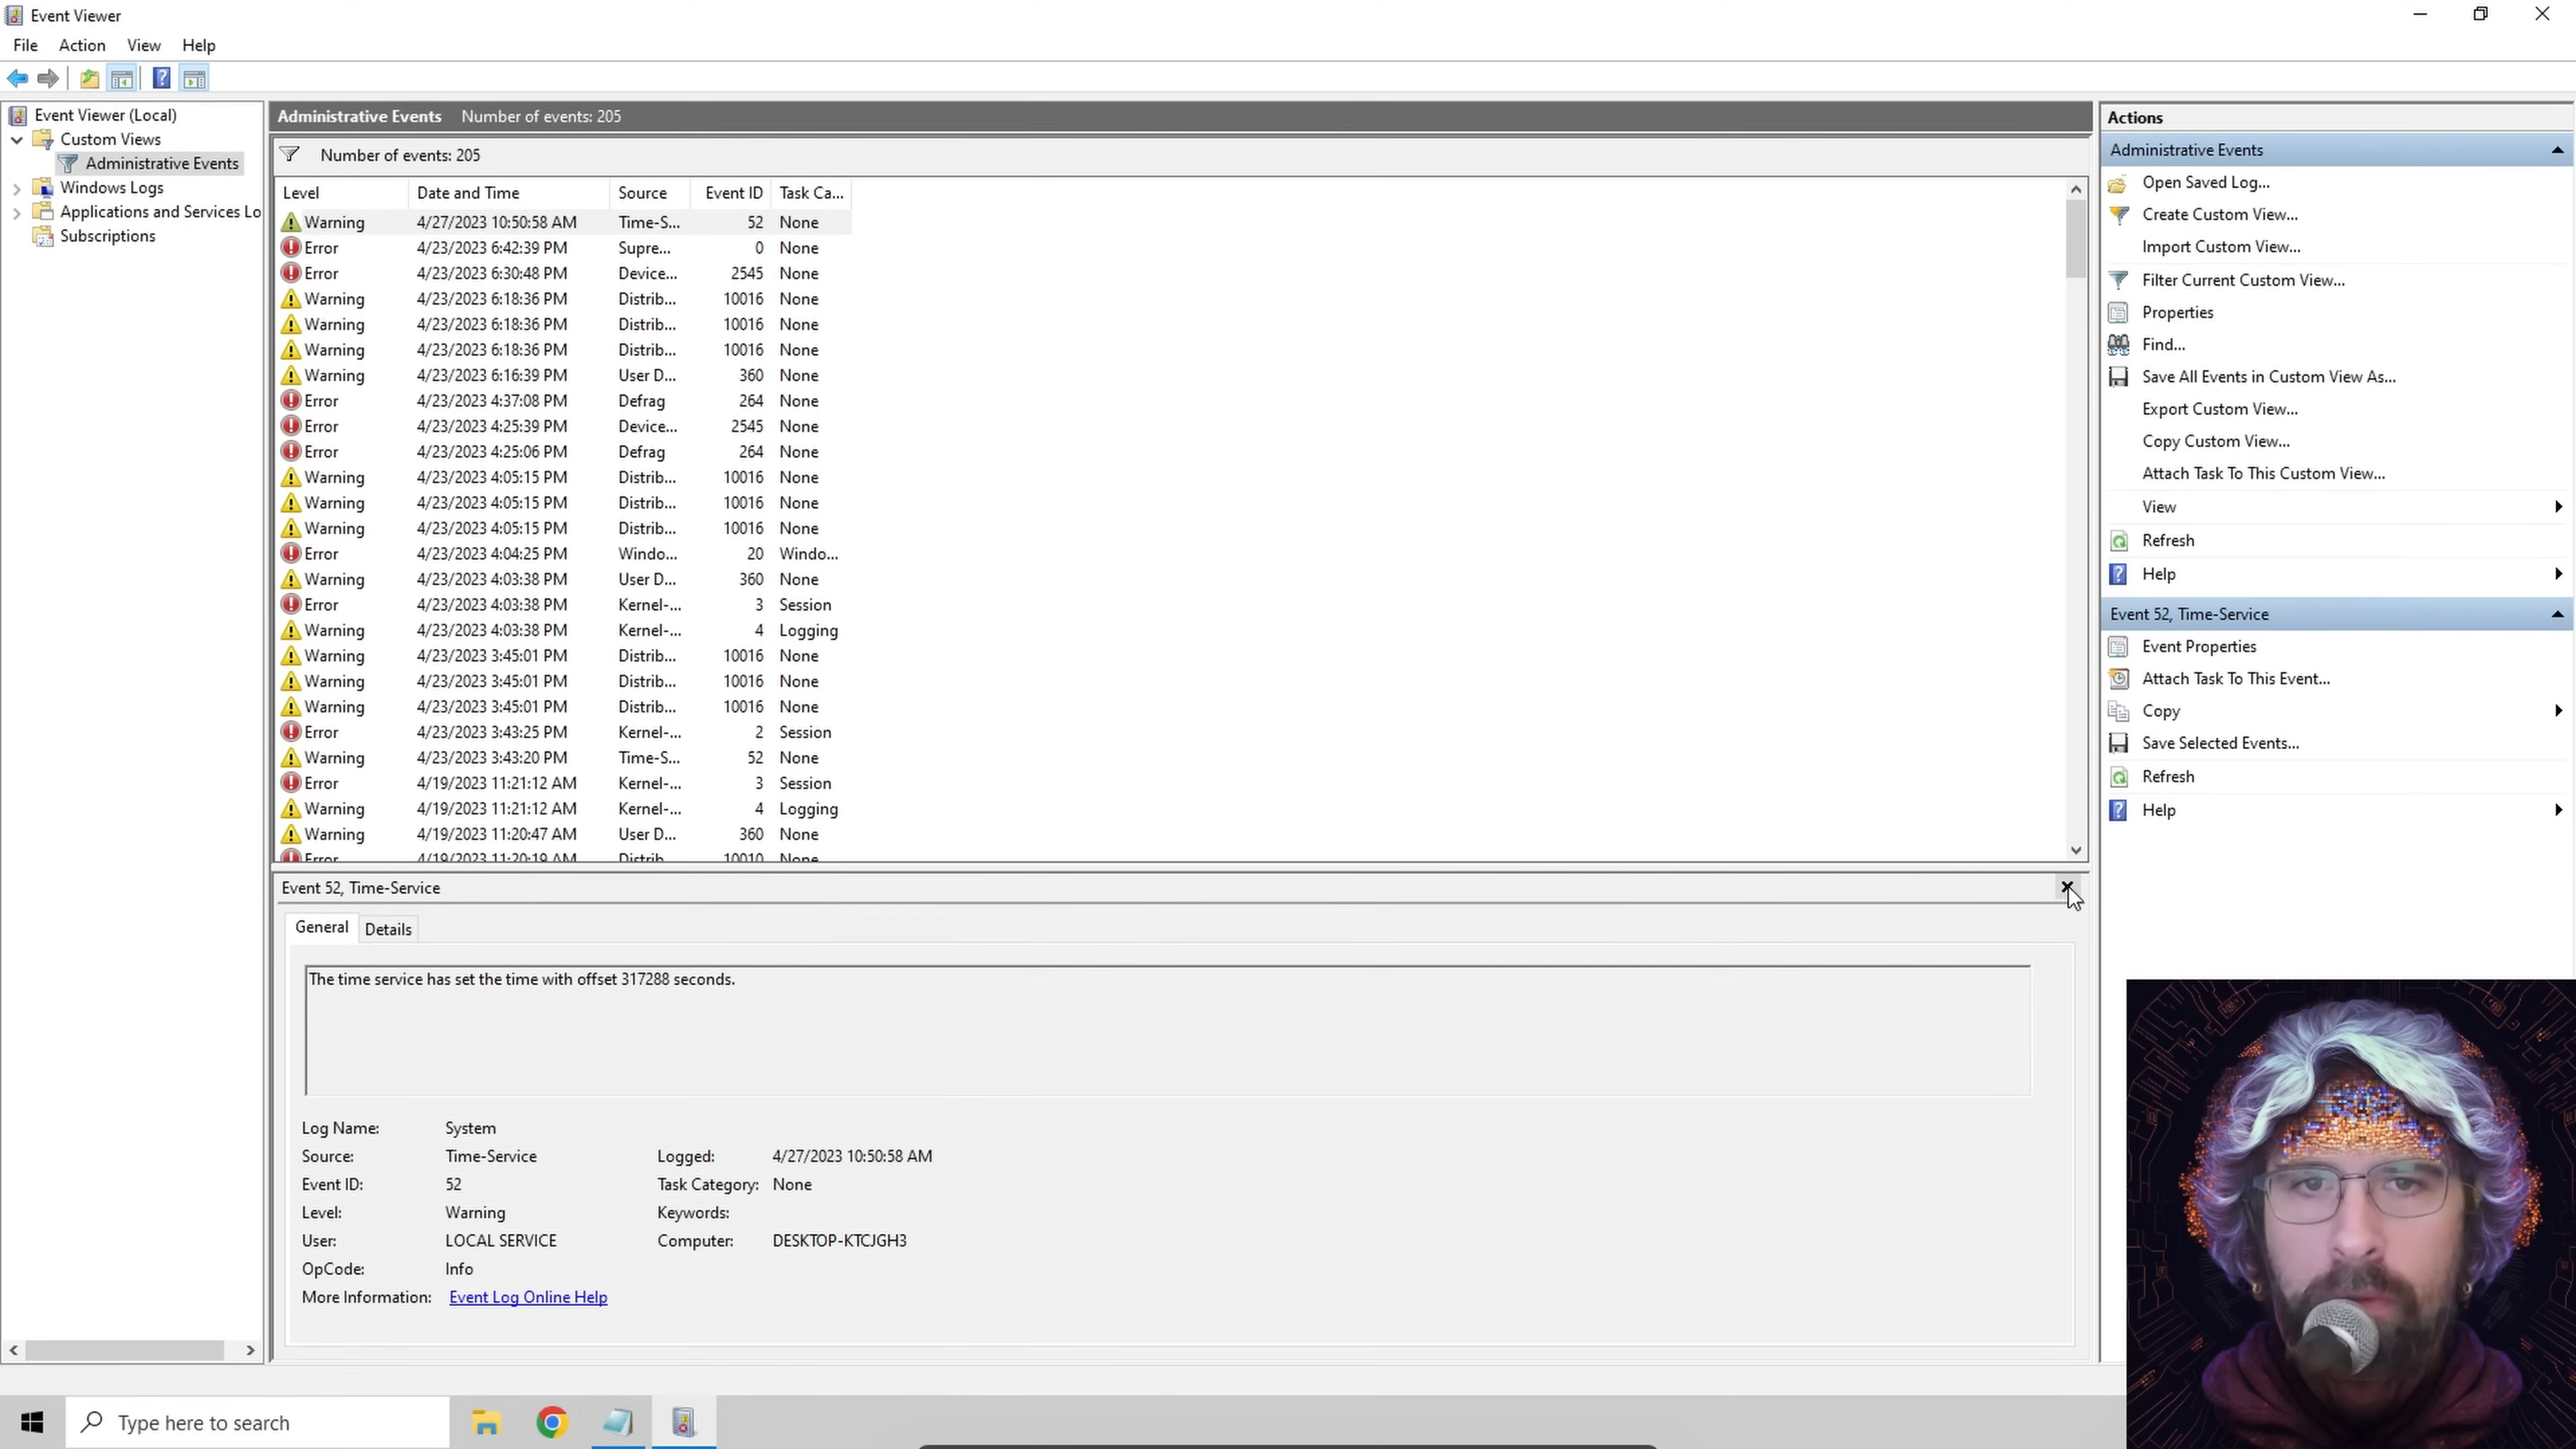 Event Viewer
File Action View Help
Event Viewer (Local)
Custom Views
Administrative Events
Windows Logs
Applications and Services Lo
Subscriptions
Administrative Events Number of events: 205
Number of events: 205
Level Date and Time Source Event ID Task Ca...
Warning 4/27/2023 10:50:58 AM Time-S... 52 None
Error 4/23/2023 6:42:39 PM Supre... 0 None
Error 4/23/2023 6:30:48 PM Device... 2545 None
Warning 4/23/2023 6:18:36 PM Distrib... 10016 None
Warning 4/23/2023 6:18:36 PM Distrib... 10016 None
Warning 4/23/2023 6:18:36 PM Distrib... 10016 None
Warning 4/23/2023 6:16:39 PM User D... 360 None
Error 4/23/2023 4:37:08 PM Defrag 264 None
Error 4/23/2023 4:25:39 PM Device... 2545 None
Error 4/23/2023 4:25:06 PM Defrag 264 None
Warning 4/23/2023 4:05:15 PM Distrib... 10016 None
Warning 4/23/2023 4:05:15 PM Distrib... 10016 None
Warning 4/23/2023 4:05:15 PM Distrib... 10016 None
Error 4/23/2023 4:04:25 PM Windo... 20 Windo...
Warning 4/23/2023 4:03:38 PM User D... 360 None
Error 4/23/2023 4:03:38 PM Kernel-... 3 Session
Warning 4/23/2023 4:03:38 PM Kernel-... 4 Logging
Warning 4/23/2023 3:45:01 PM Distrib... 10016 None
Warning 4/23/2023 3:45:01 PM Distrib... 10016 None
Warning 4/23/2023 3:45:01 PM Distrib... 10016 None
Error 4/23/2023 3:43:25 PM Kernel-... 2 Session
Warning 4/23/2023 3:43:20 PM Time-S... 52 None
Error 4/19/2023 11:21:12 AM Kernel-... 3 Session
Warning 4/19/2023 11:21:12 AM Kernel-... 4 Logging
Warning 4/19/2023 11:20:47 AM User D... 360 None
Error 4/19/2023 11:20:19 AM Distrib... 10010 None
Event 52, Time-Service
General Details
The time service has set the time with offset 317288 seconds.
Log Name: System
Source: Time-Service Logged: 4/27/2023 10:50:58 AM
Event ID: 52 Task Category: None
Level: Warning Keywords:
User: LOCAL SERVICE Computer: DESKTOP-KTCJGH3
OpCode: Info
More Information: Event Log Online Help
Actions
Administrative Events
Open Saved Log...
Create Custom View...
Import Custom View...
Filter Current Custom View...
Properties
Find...
Save All Events in Custom View As...
Export Custom View...
Copy Custom View...
Attach Task To This Custom View...
View
Refresh
Help
Event 52, Time-Service
Event Properties
Attach Task To This Event...
Copy
Save Selected Events...
Refresh
Help
Type here to search